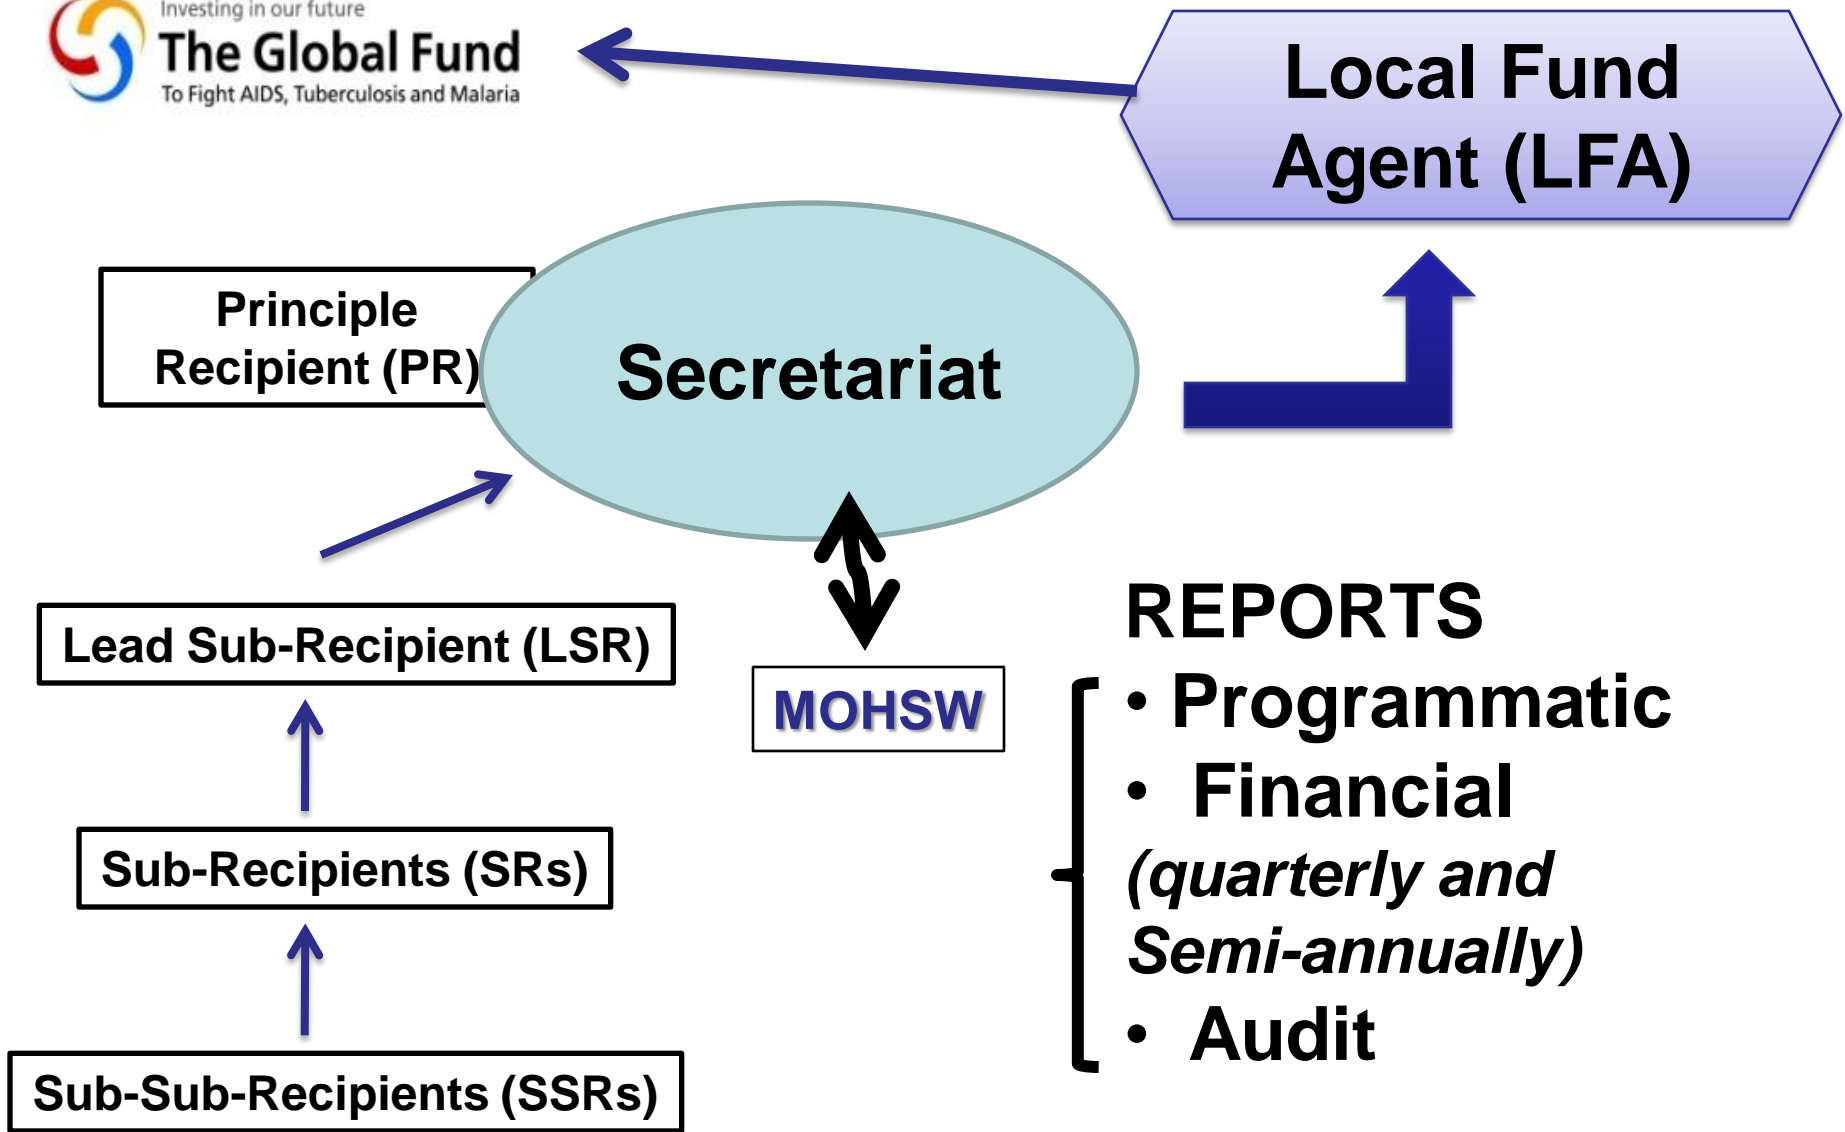 Investing in our future
The Global Fund
To Fight AIDS, Tuberculosis and Malaria
Local Fund
Agent (LFA)
Principle
Recipient (PR)
Secretariat
Lead Sub-Recipient (LSR)
MOHSW
Sub-Recipients (SRs)
Sub-Sub-Recipients (SSRs)
REPORTS
• Programmatic
• Financial
(quarterly and
Semi-annually)
• Audit